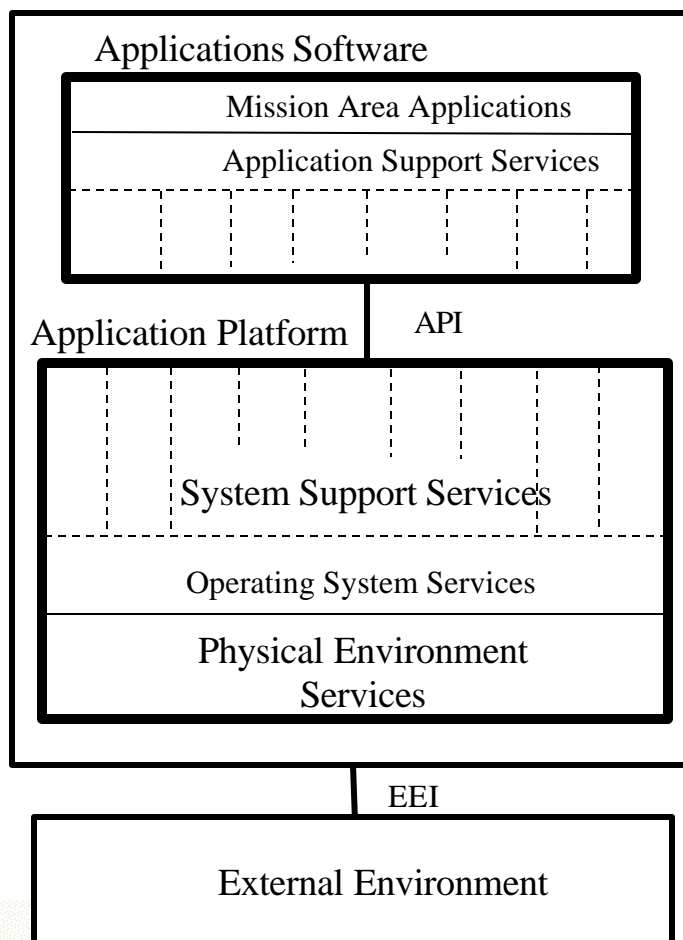 Applications Software
Mission Area Applications
Application Support Services
API
Application Platform
System Support Services
Operating System Services
Physical Environment
Services
EEI
External Environment